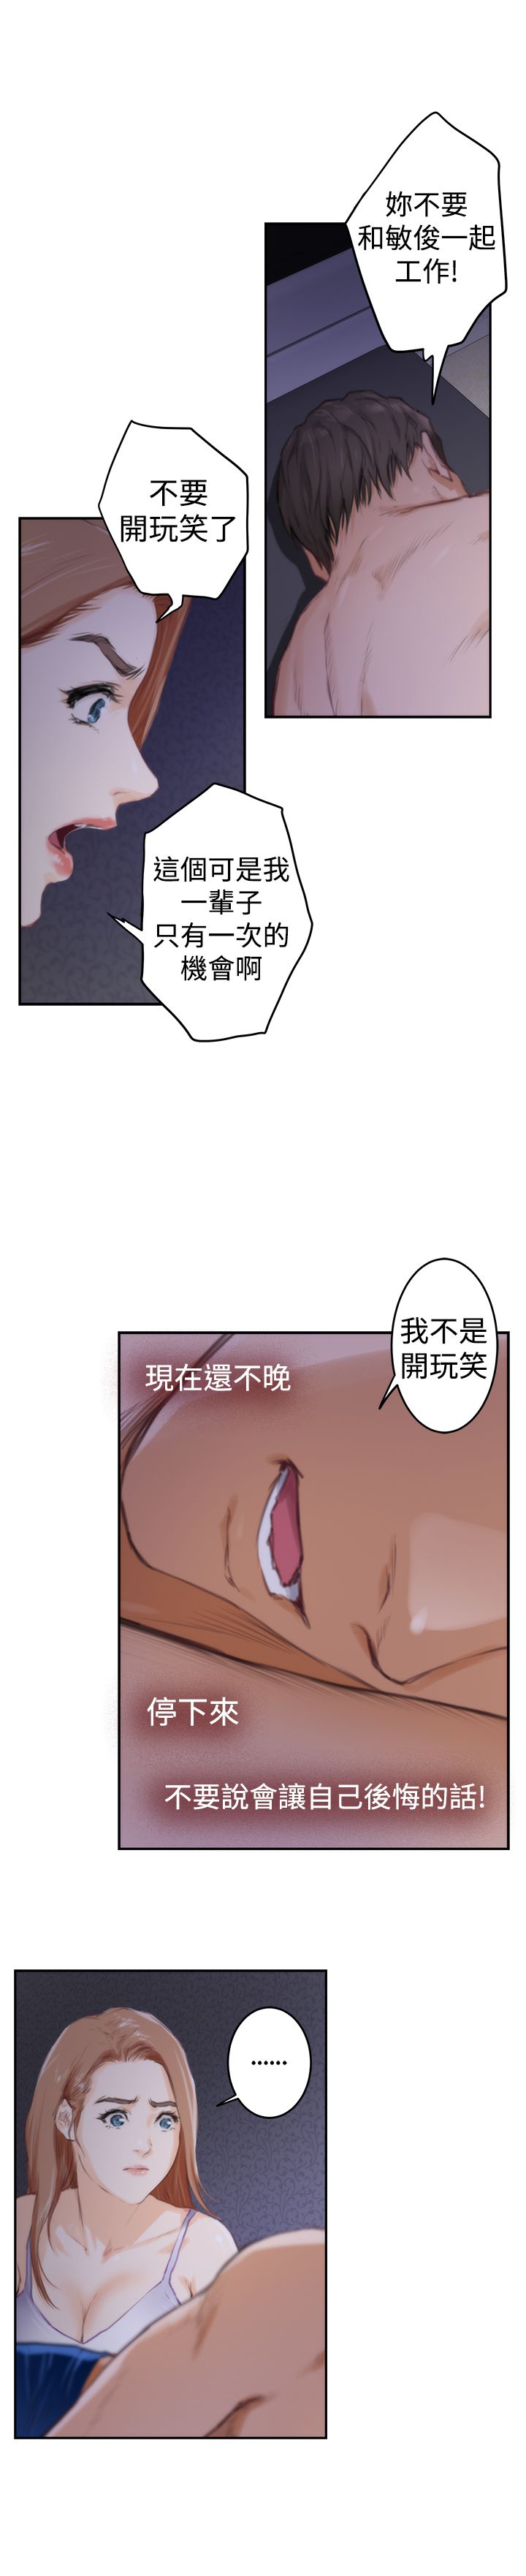 妳不要
和敏俊一起
工作!
不要
開玩笑了
這個可是我
一輩子
只有一次的
機會啊
我不是
開玩笑
現在還不晚
停下來
不要說會讓自己後悔的話!
……